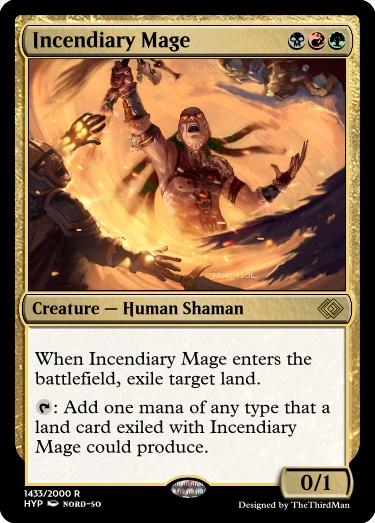 Incendiary Mage
NORD·SOL
Creature — Human Shaman
When Incendiary Mage enters the
battlefield, exile target land.
: Add one mana of any type that a
land card exiled with Incendiary
Mage could produce.
0/1
1433/2000 R
HYP NORD-SO
Designed by TheThirdMan